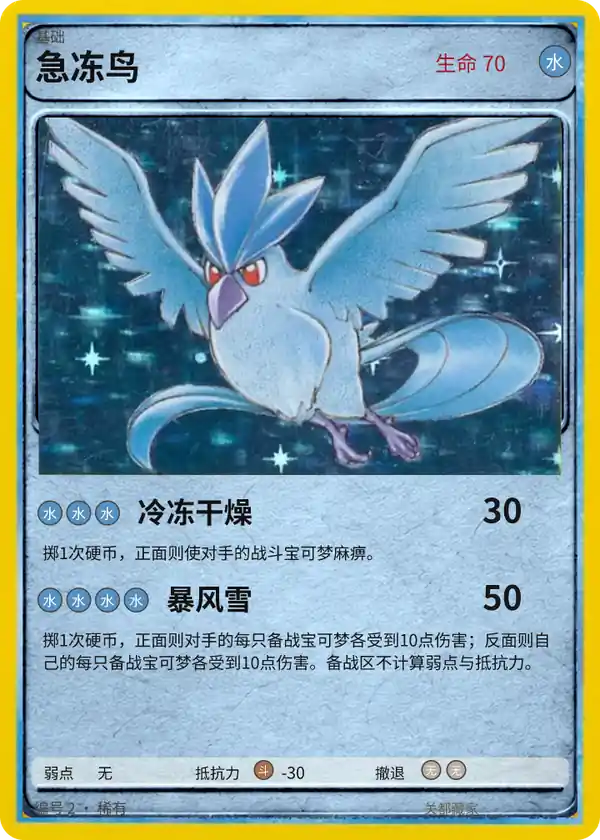 基础
急冻鸟
生命 70 水
水 水 水 冷冻干燥 30
掷1次硬币，正面则使对手的战斗宝可梦麻痹。
水 水 水 水 暴风雪 50
掷1次硬币，正面则对手的每只备战宝可梦各受到10点伤害；反面则自
己的每只备战宝可梦各受到10点伤害。备战区不计算弱点与抵抗力。
弱点 无 抵抗力 斗 -30 撤退 无 无
编号 2 · 稀有
关都藏家